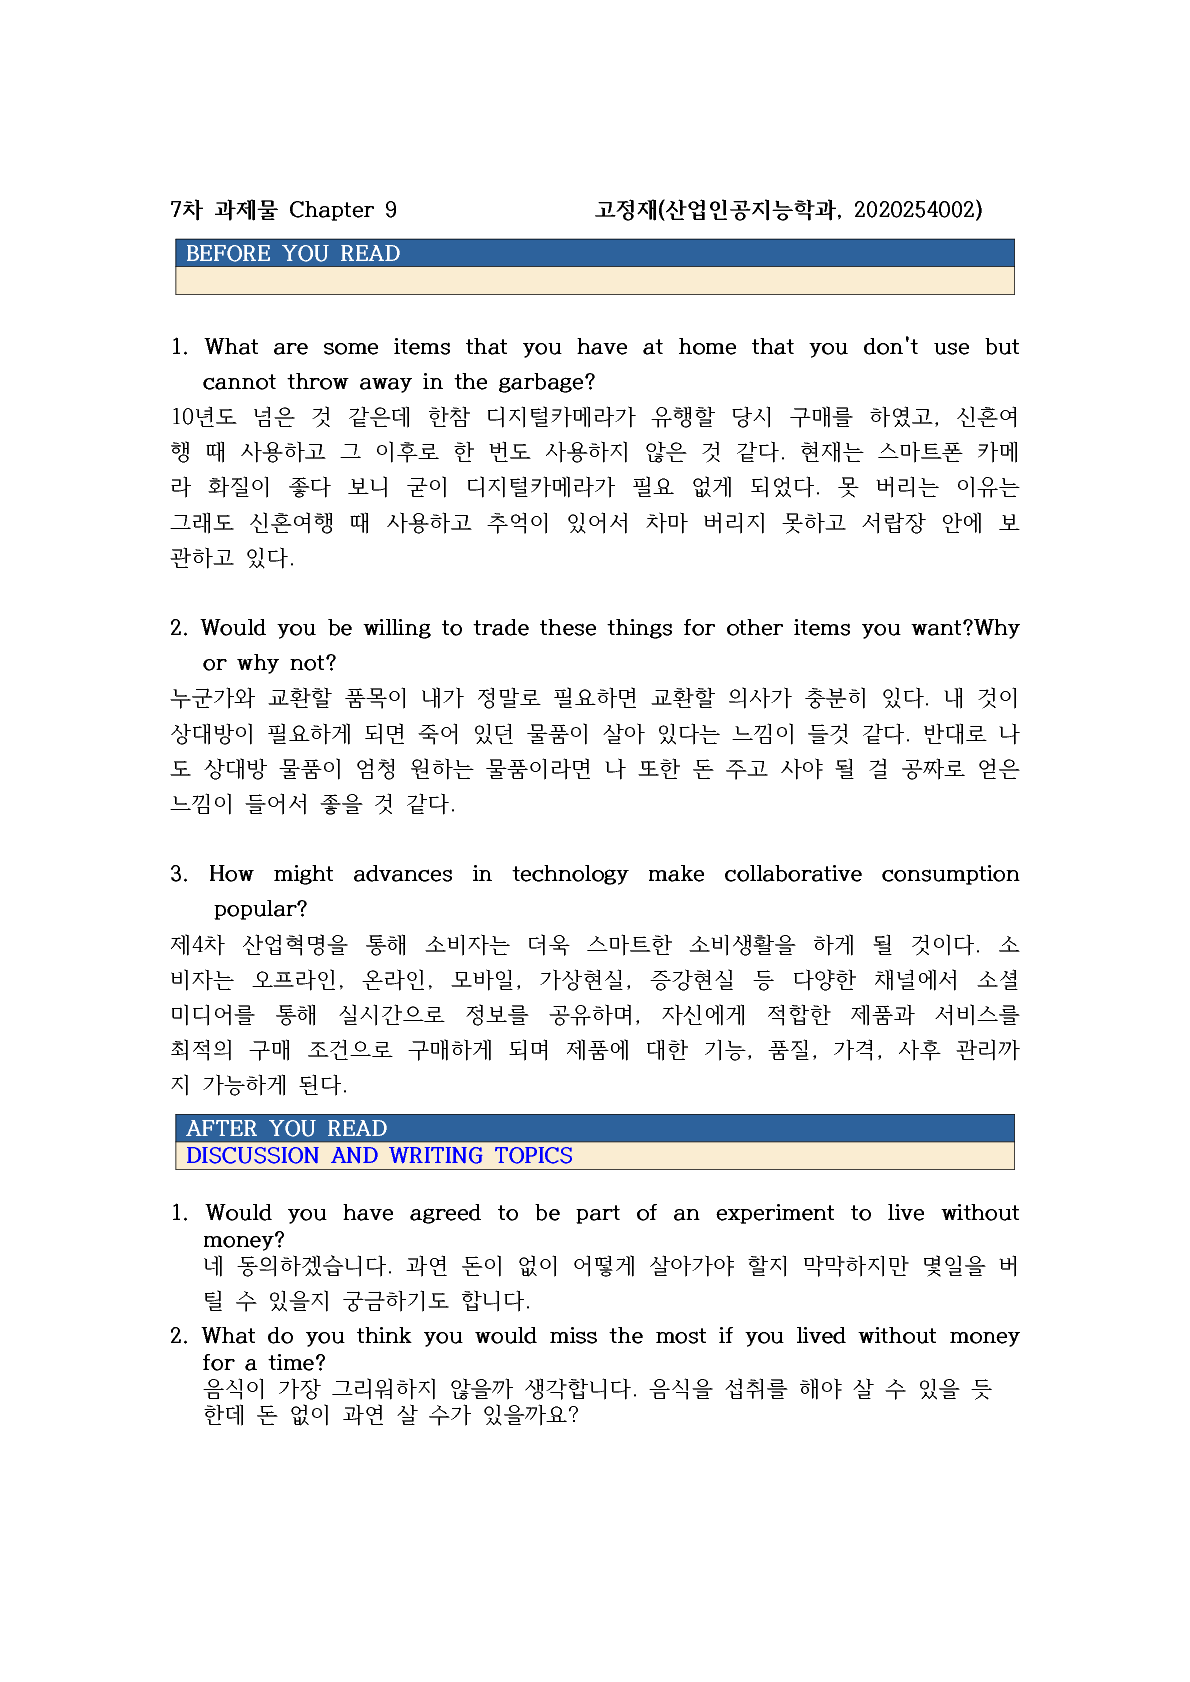 7차 과제물 Chapter 9 고정재(산업인공지능학과, 2020254002)
BEFORE YOU READ
1. What are some items that you have at home that you don't use but
cannot throw away in the garbage?
10년도 넘은 것 같은데 한참 디지털카메라가 유행할 당시 구매를 하였고, 신혼여
행 때 사용하고 그 이후로 한 번도 사용하지 않은 것 같다. 현재는 스마트폰 카메
라 화질이 좋다 보니 굳이 디지털카메라가 필요 없게 되었다. 못 버리는 이유는
그래도 신혼여행 때 사용하고 추억이 있어서 차마 버리지 못하고 서랍장 안에 보
관하고 있다.
2. Would you be willing to trade these things for other items you want?Why
or why not?
누군가와 교환할 품목이 내가 정말로 필요하면 교환할 의사가 충분히 있다. 내 것이
상대방이 필요하게 되면 죽어 있던 물품이 살아 있다는 느낌이 들것 같다. 반대로 나
도 상대방 물품이 엄청 원하는 물품이라면 나 또한 돈 주고 사야 될 걸 공짜로 얻은
느낌이 들어서 좋을 것 같다.
3. How might advances in technology make collaborative consumption
popular?
제4차 산업혁명을 통해 소비자는 더욱 스마트한 소비생활을 하게 될 것이다. 소
비자는 오프라인, 온라인, 모바일, 가상현실, 증강현실 등 다양한 채널에서 소셜
미디어를 통해 실시간으로 정보를 공유하며, 자신에게 적합한 제품과 서비스를
최적의 구매 조건으로 구매하게 되며 제품에 대한 기능, 품질, 가격, 사후 관리까
지 가능하게 된다.
AFTER YOU READ
DISCUSSION AND WRITING TOPICS
1. Would you have agreed to be part of an experiment to live without
money?
네 동의하겠습니다. 과연 돈이 없이 어떻게 살아가야 할지 막막하지만 몇일을 버
틸 수 있을지 궁금하기도 합니다.
2. What do you think you would miss the most if you lived without money
for a time?
음식이 가장 그리워하지 않을까 생각합니다. 음식을 섭취를 해야 살 수 있을 듯
한데 돈 없이 과연 살 수가 있을까요?